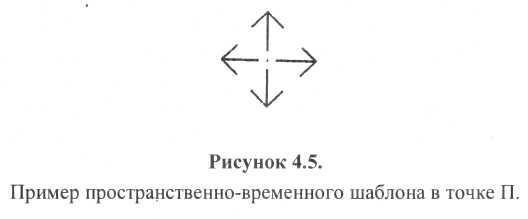 Рисунок 4.5.
Пример пространственно-временного шаблона в точке П.